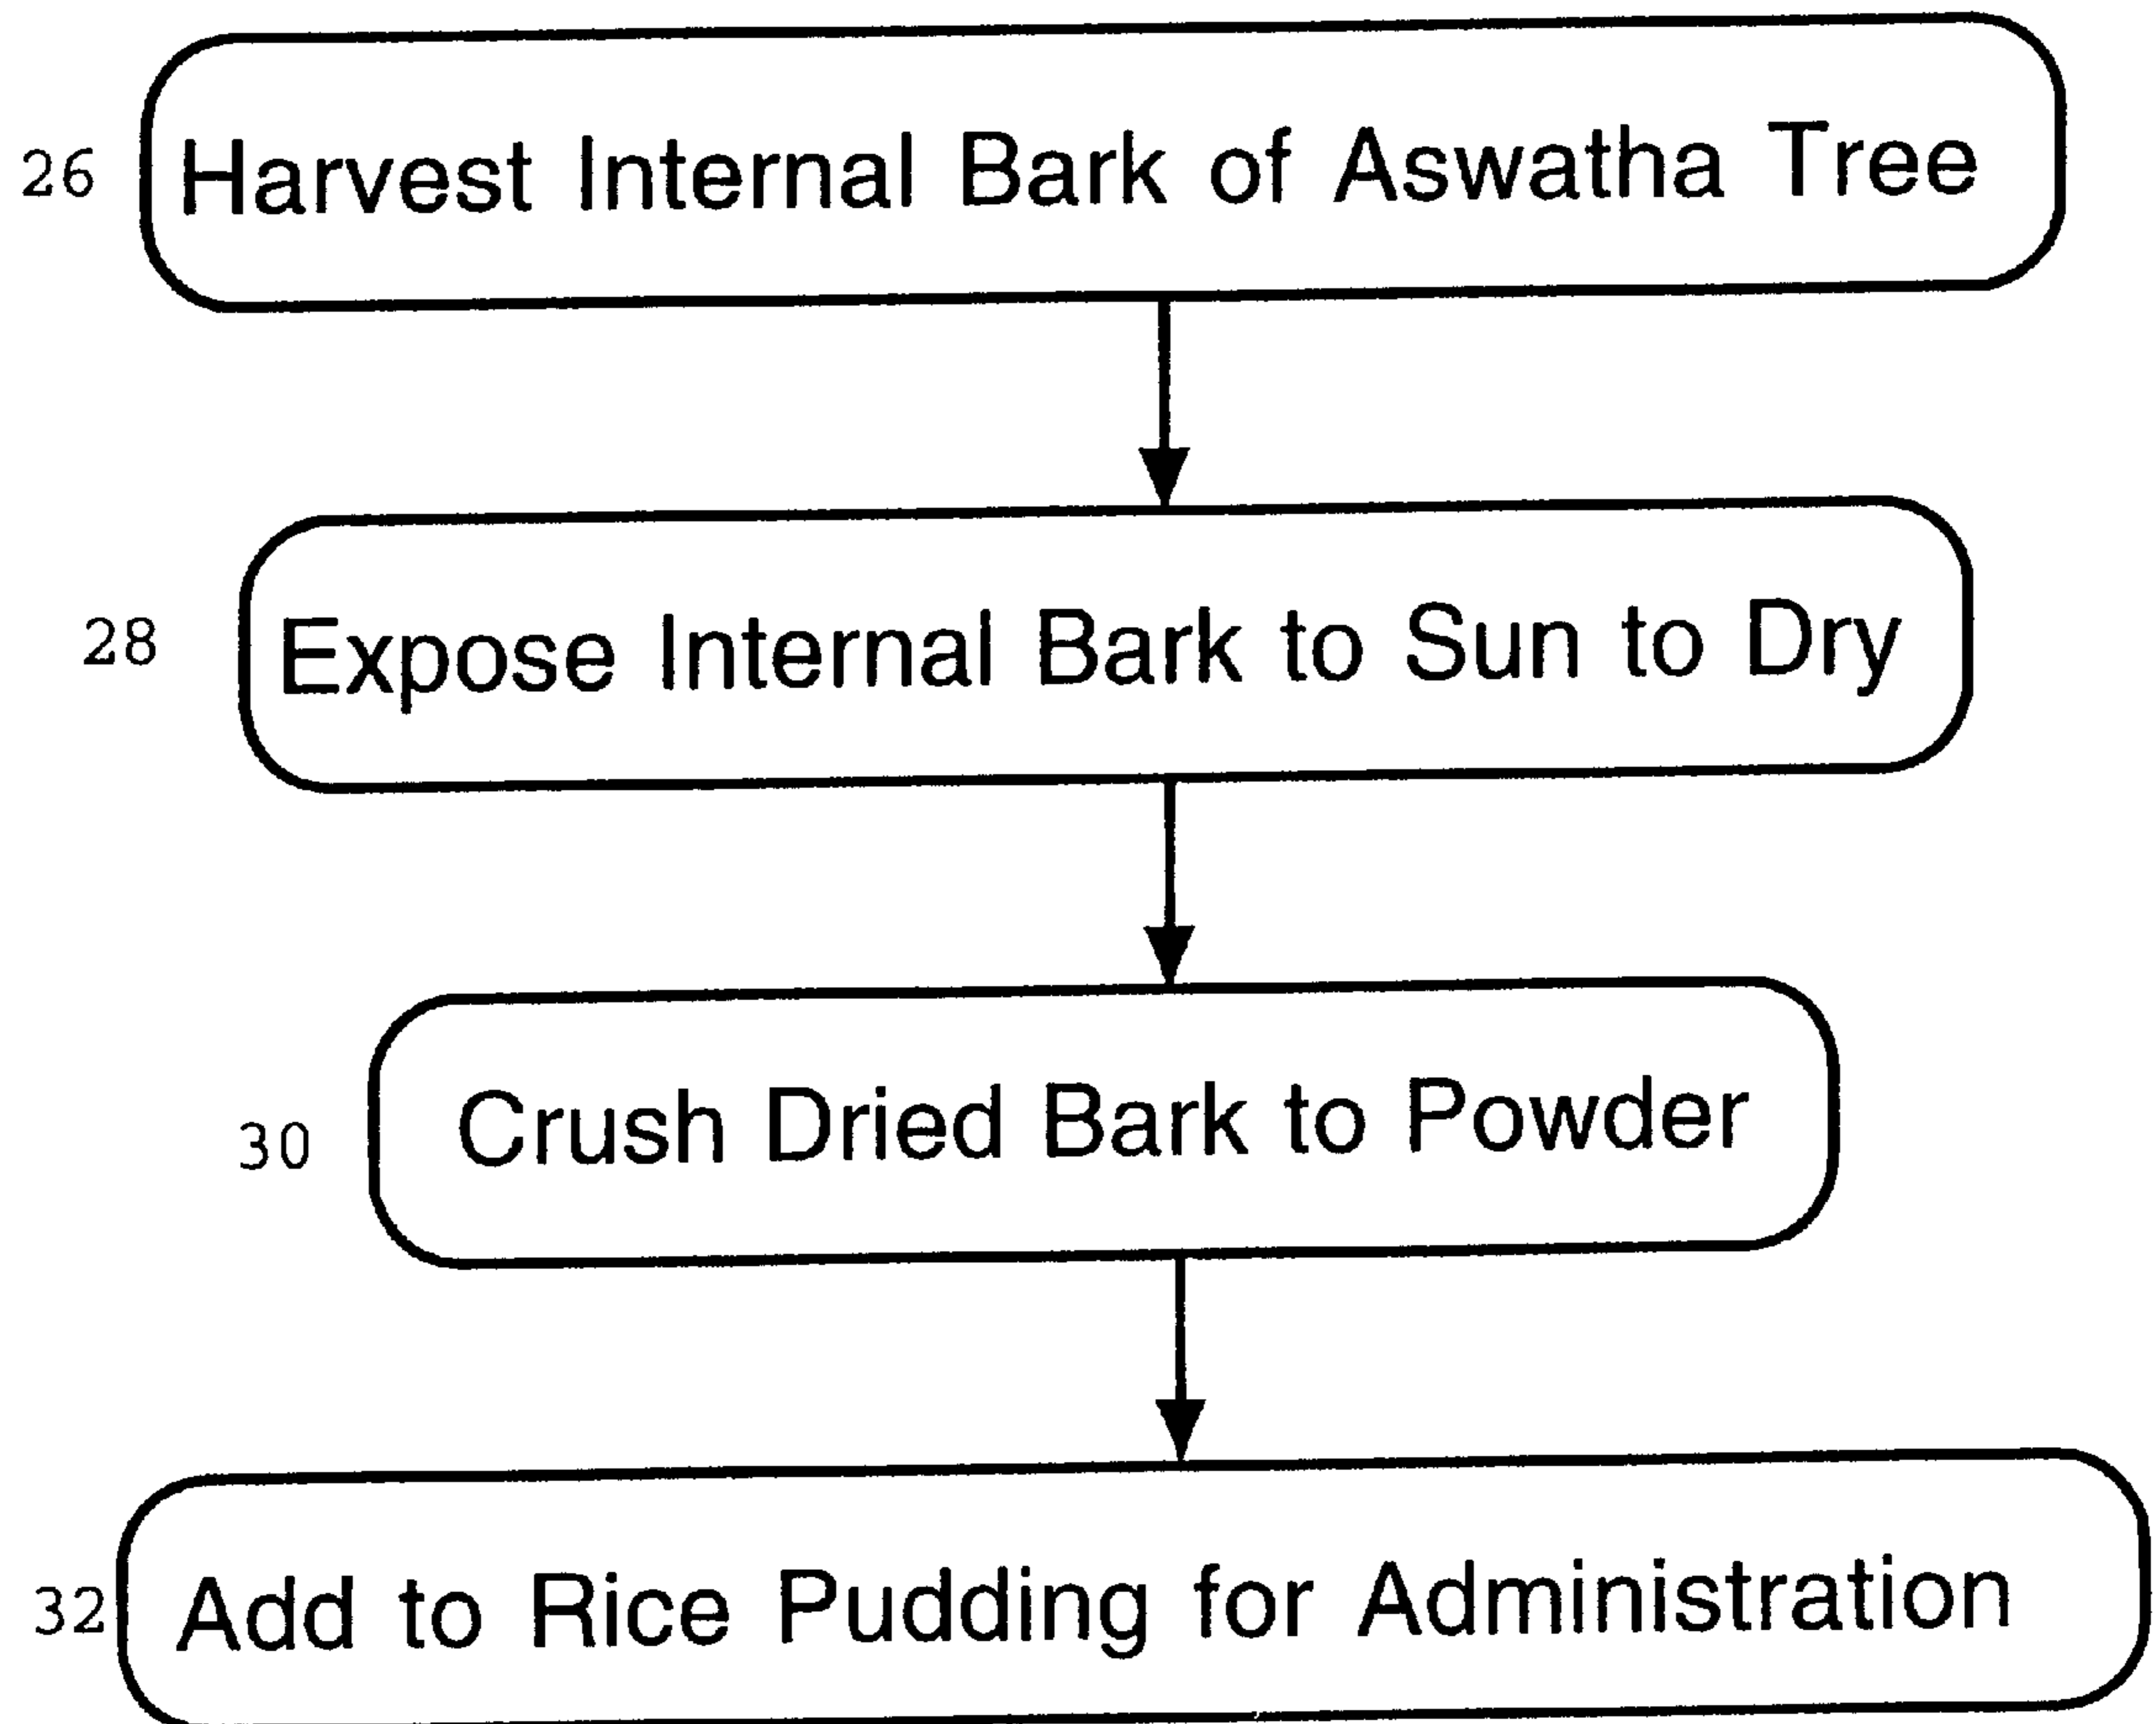 26 Harvest Internal Bark of Aswatha Tree
28 Expose Internal Bark to Sun to Dry
30 Crush Dried Bark to Powder
32 Add to Rice Pudding for Administration